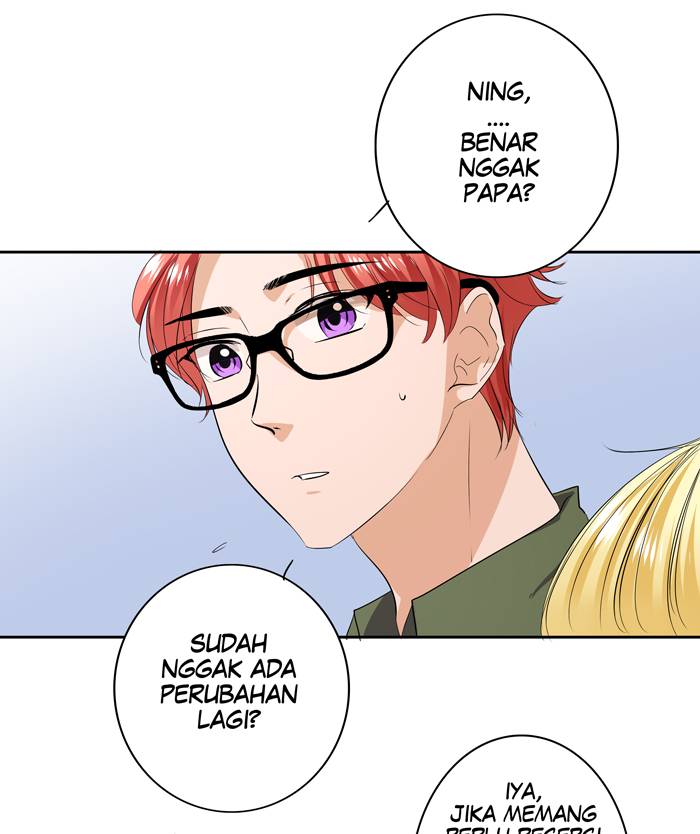 NING,
....
BENAR
NGGAK
PAPA?
SUDAH
NGGAK ADA
PERUBAHAN
LAGI?
IYA,
JIKA MEMANG